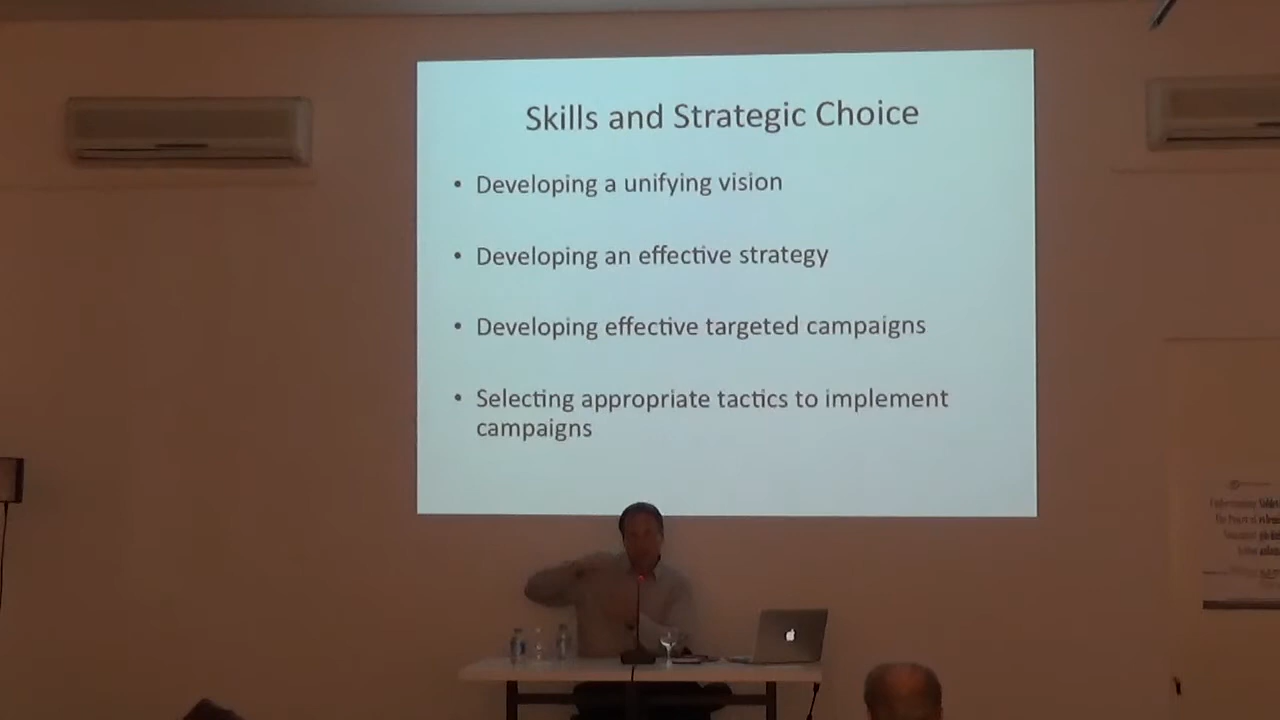 Skills and Strategic Choice
• Developing a unifying vision
• Developing an effective strategy
• Developing effective targeted campaigns
• Selecting appropriate tactics to implement
campaigns